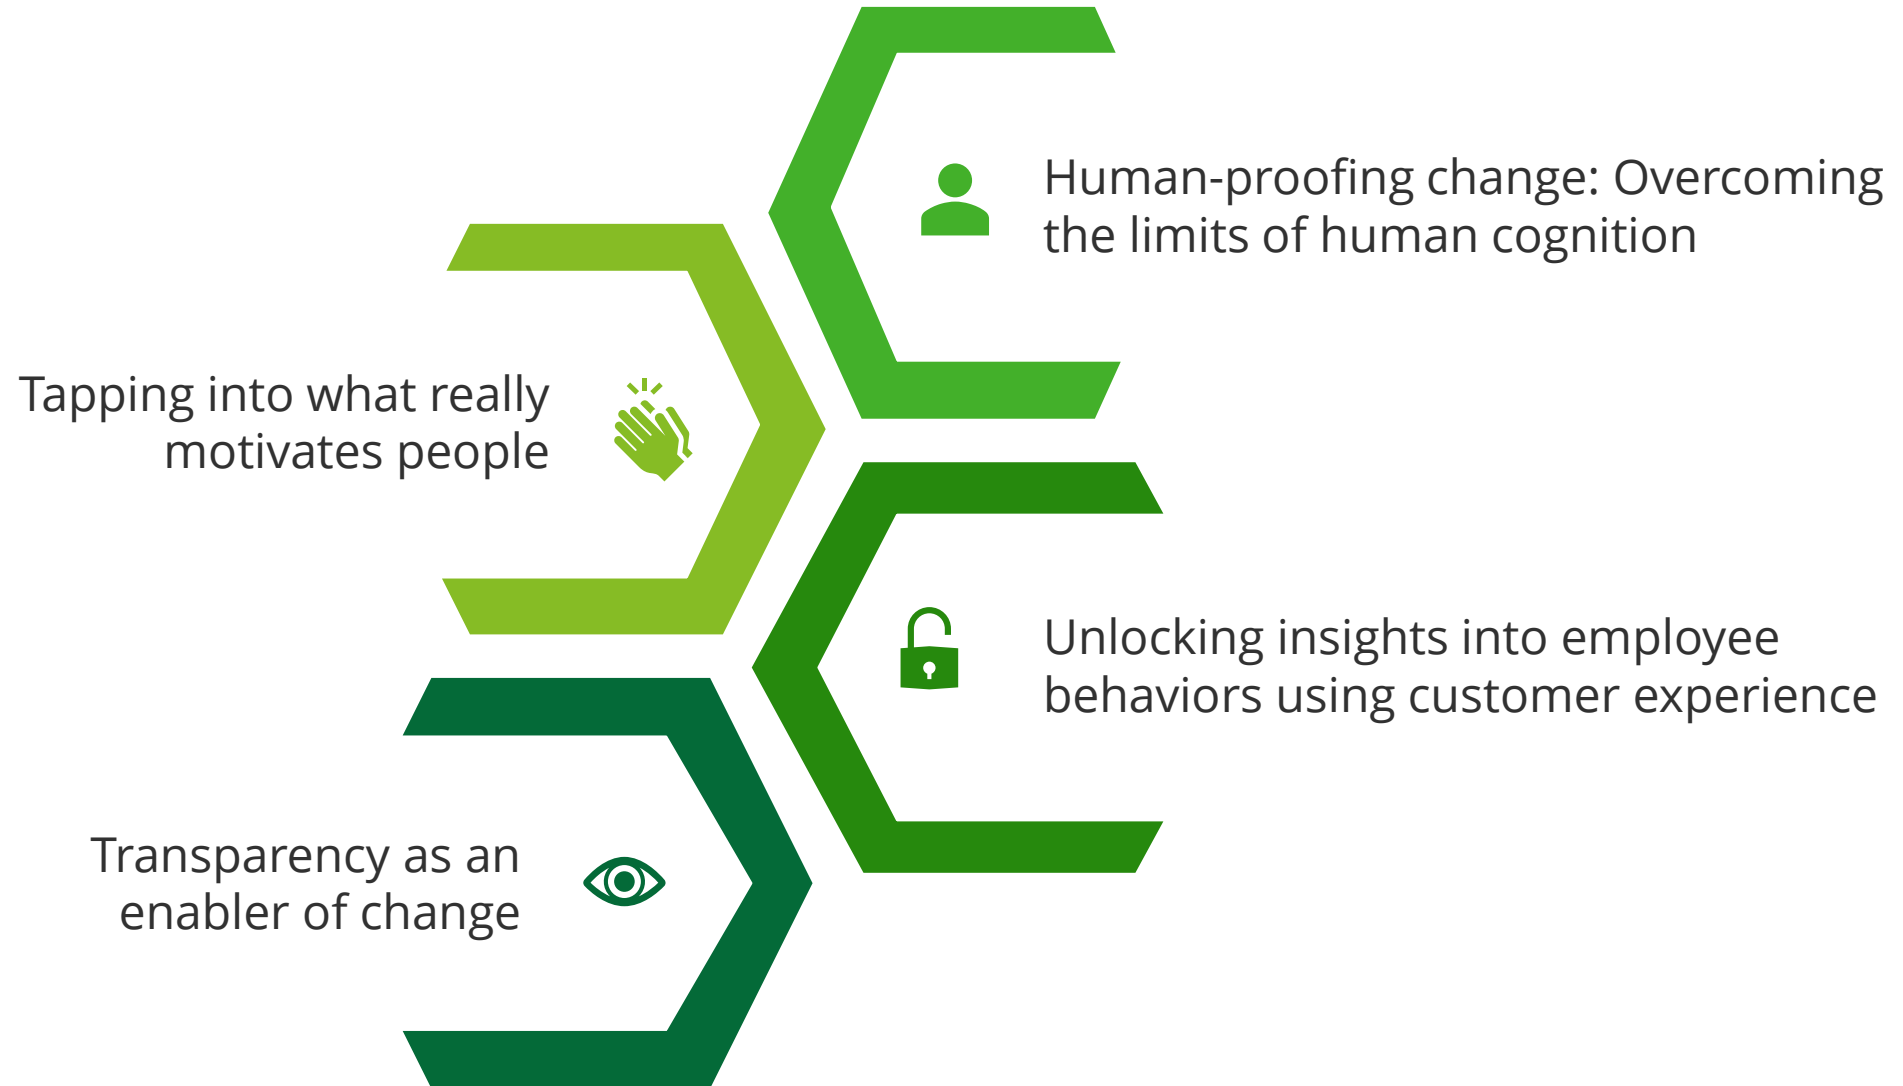 Human-proofing change: Overcoming
the limits of human cognition
Tapping into what really
motivates people
Unlocking insights into employee
behaviors using customer experience
Transparency as an
enabler of change